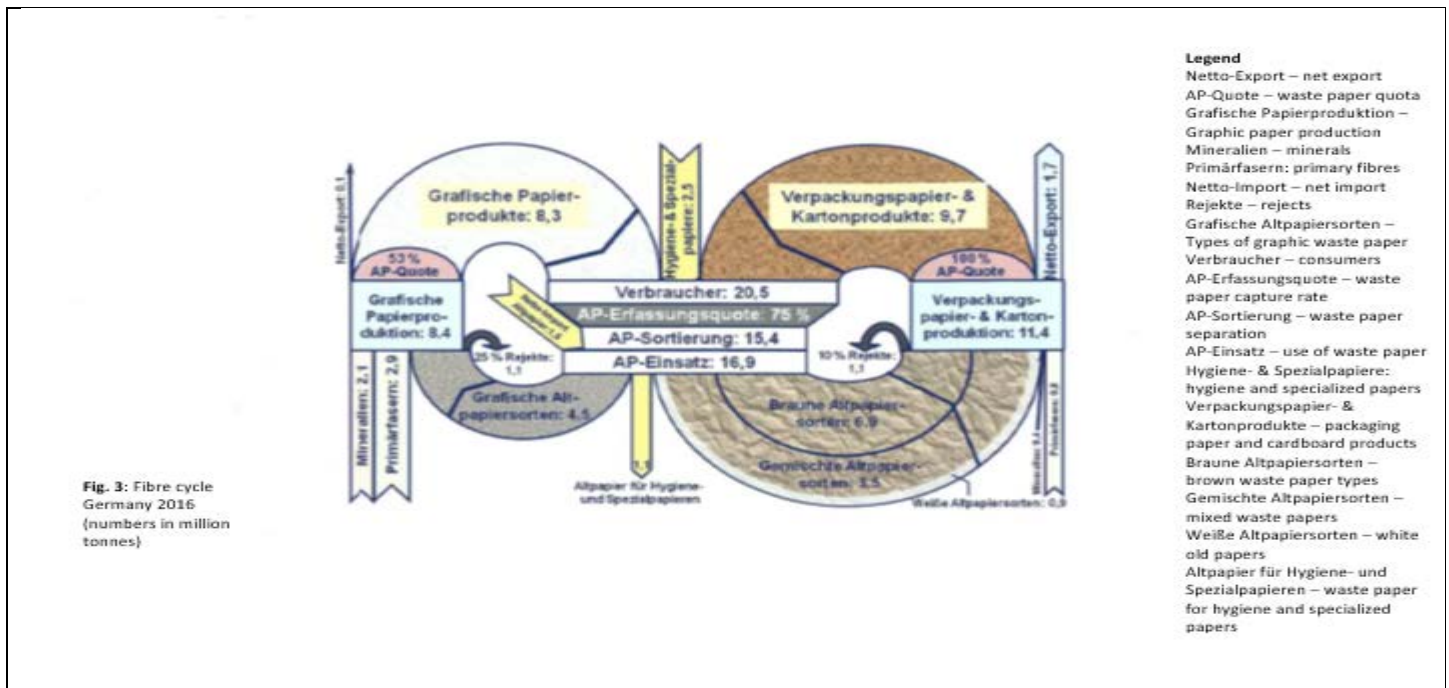 Netto-Export: 0,1
Grafische Papier-
produkte: 8,3
53 %
AP-Quote
Grafische
Papierpro-
duktion: 8,4
Mineralien: 2,1
Primärfasern: 2,9
25 % Rejekte:
1,1
Grafische Alt-
papiersorten: 4,5
Hygiene- & Spezial-
papiere: 2,5
Verbraucher: 20,5
AP-Erfassungsquote: 75 %
AP-Sortierung: 15,4
AP-Einsatz: 16,9
Altpapier für Hygiene-
und Spezialpapieren
Verpackungspapier- &
Kartonprodukte: 9,7
100 %
AP-Quote
Verpackungs-
papier- & Karton-
produktion: 11,4
Netto-Export: 1,7
10 % Rejekte:
1,1
Braune Altpapier-
sorten: 6,9
Gemischte Altpapier-
sorten: 3,5
Weiße Altpapiersorten: 0,9
Fig. 3: Fibre cycle
Germany 2016
(numbers in million
tonnes)
Legend
Netto-Export – net export
AP-Quote – waste paper quota
Grafische Papierproduktion –
Graphic paper production
Mineralien – minerals
Primärfasern: primary fibres
Netto-Import – net import
Rejekte – rejects
Grafische Altpapiersorten –
Types of graphic waste paper
Verbraucher – consumers
AP-Erfassungsquote – waste
paper capture rate
AP-Sortierung – waste paper
separation
AP-Einsatz – use of waste paper
Hygiene- & Spezialpapiere:
hygiene and specialized papers
Verpackungspapier- &
Kartonprodukte – packaging
paper and cardboard products
Braune Altpapiersorten –
brown waste paper types
Gemischte Altpapiersorten –
mixed waste papers
Weiße Altpapiersorten – white
old papers
Altpapier für Hygiene- und
Spezialpapieren – waste paper
for hygiene and specialized
papers